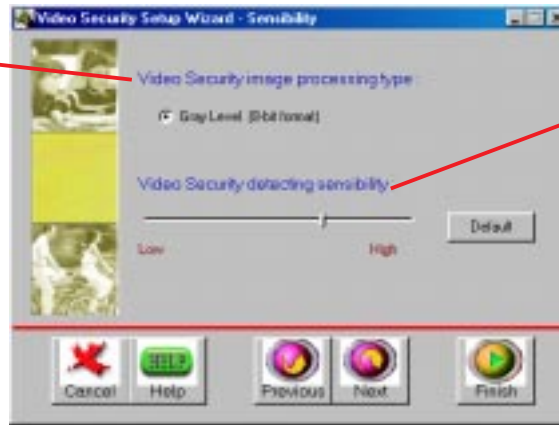 Video Security Setup Wizard - Sensibility
Video Security image processing type
Gray Level (8-bit format)
Video Security detecting sensibility
Default
Low High
HELP
Cancel Help Previous Next Finish